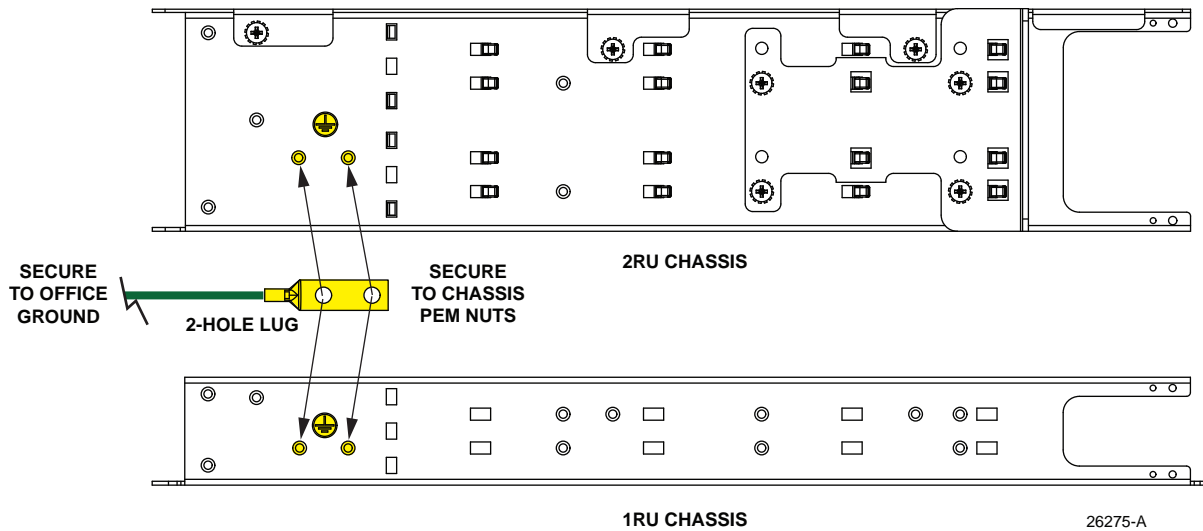 2RU CHASSIS
SECURE
TO OFFICE
GROUND
2-HOLE LUG
SECURE
TO CHASSIS
PEM NUTS
1RU CHASSIS
26275-A